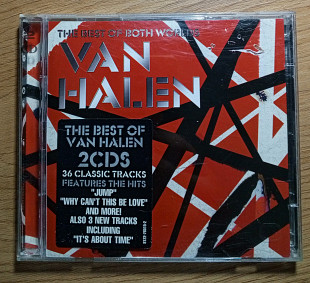 THE BEST OF BOTH WORLDS
VAN
HALEN
THE BEST OF
VAN HALEN
2CDS
36 CLASSIC TRACKS
FEATURES THE HITS
"JUMP"
"WHY CAN'T THIS BE LOVE"
AND MORE!
ALSO 3 NEW TRACKS
INCLUDING
"IT'S ABOUT TIME"